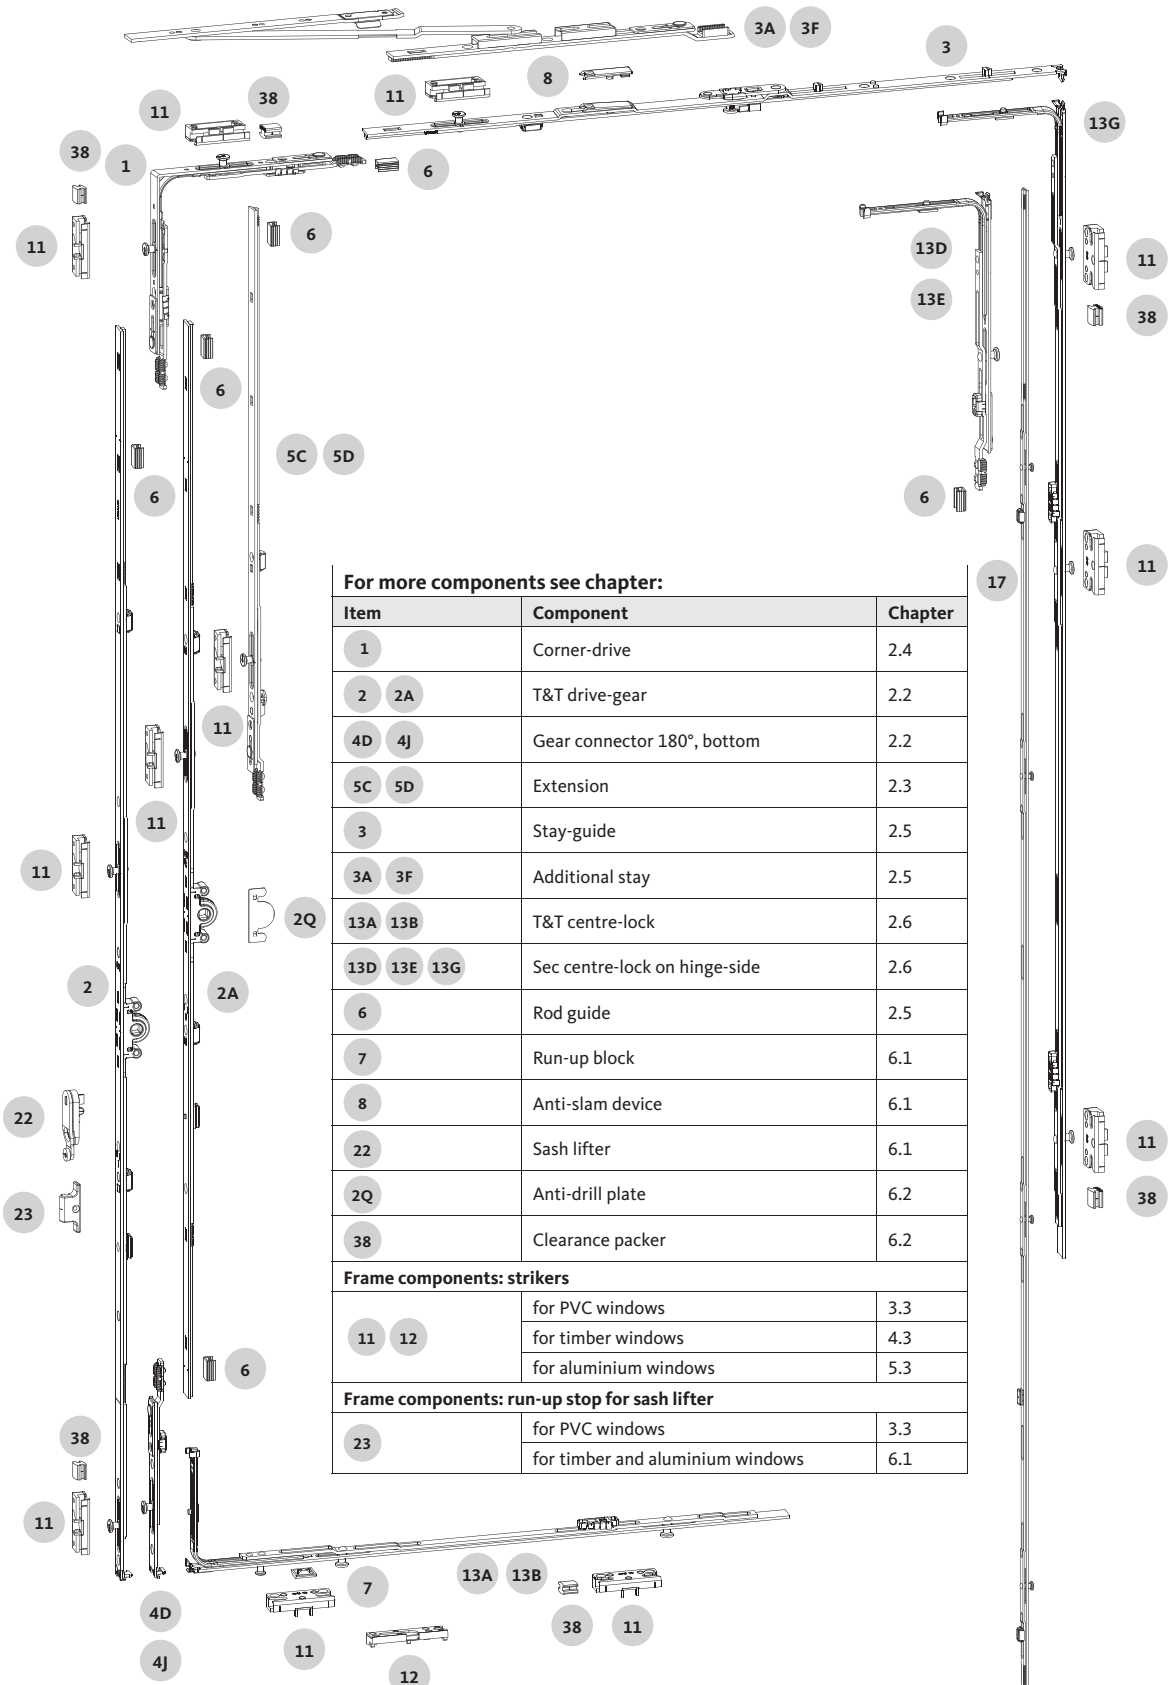 3A 3F
3
8
11
38
11
13G
38
1
6
6
11
13D
11
13E
38
6
5C 5D
6
6
11
17
For more components see chapter:
Item Component Chapter
1 Corner-drive 2.4
2 2A T&T drive-gear 2.2
4D 4J Gear connector 180°, bottom 2.2
5C 5D Extension 2.3
3 Stay-guide 2.5
3A 3F Additional stay 2.5
13A 13B T&T centre-lock 2.6
13D 13E 13G Sec centre-lock on hinge-side 2.6
6 Rod guide 2.5
7 Run-up block 6.1
8 Anti-slam device 6.1
22 Sash lifter 6.1
2Q Anti-drill plate 6.2
38 Clearance packer 6.2
Frame components: strikers
11 12
for PVC windows 3.3
for timber windows 4.3
for aluminium windows 5.3
Frame components: run-up stop for sash lifter
23
for PVC windows 3.3
for timber and aluminium windows 6.1
11
11
11
2Q
2
2A
22
11
38
23
6
38
11
7
13A 13B
4D
38
11
11
4J
12